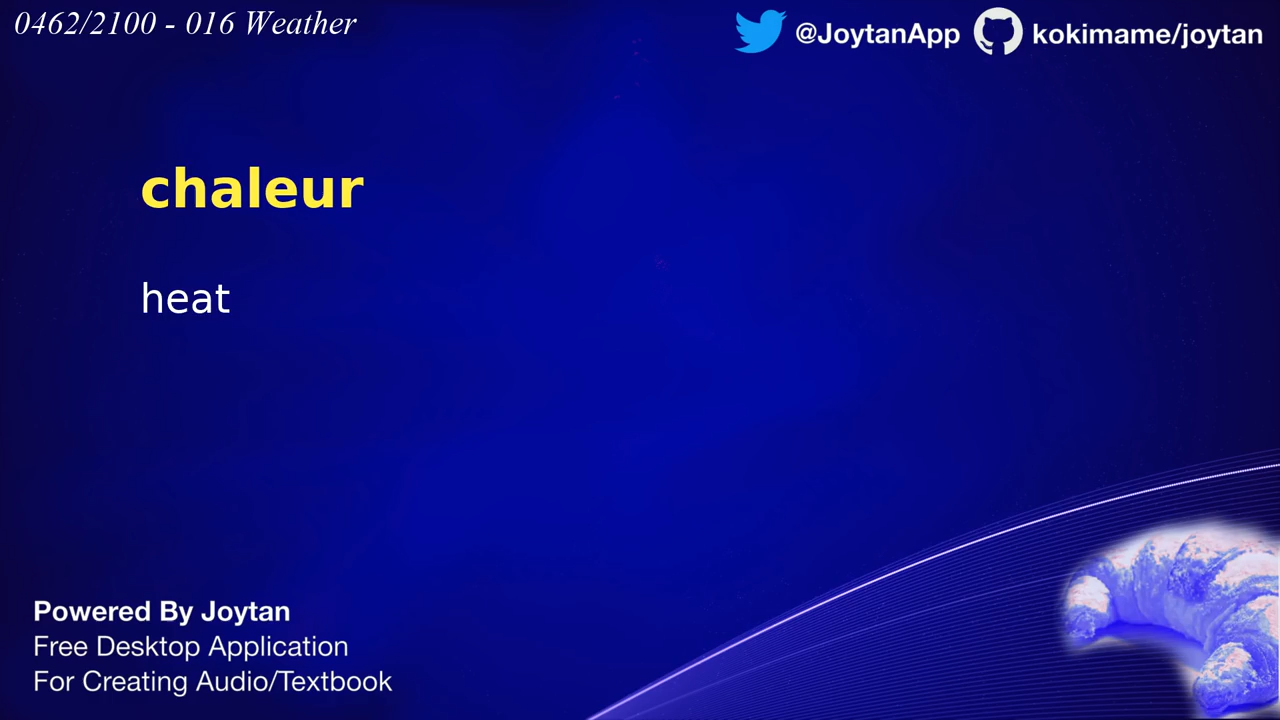 0462/2100 - 016 Weather
@JoytanApp kokimame/joytan
chaleur
heat
Powered By Joytan
Free Desktop Application
For Creating Audio/Textbook